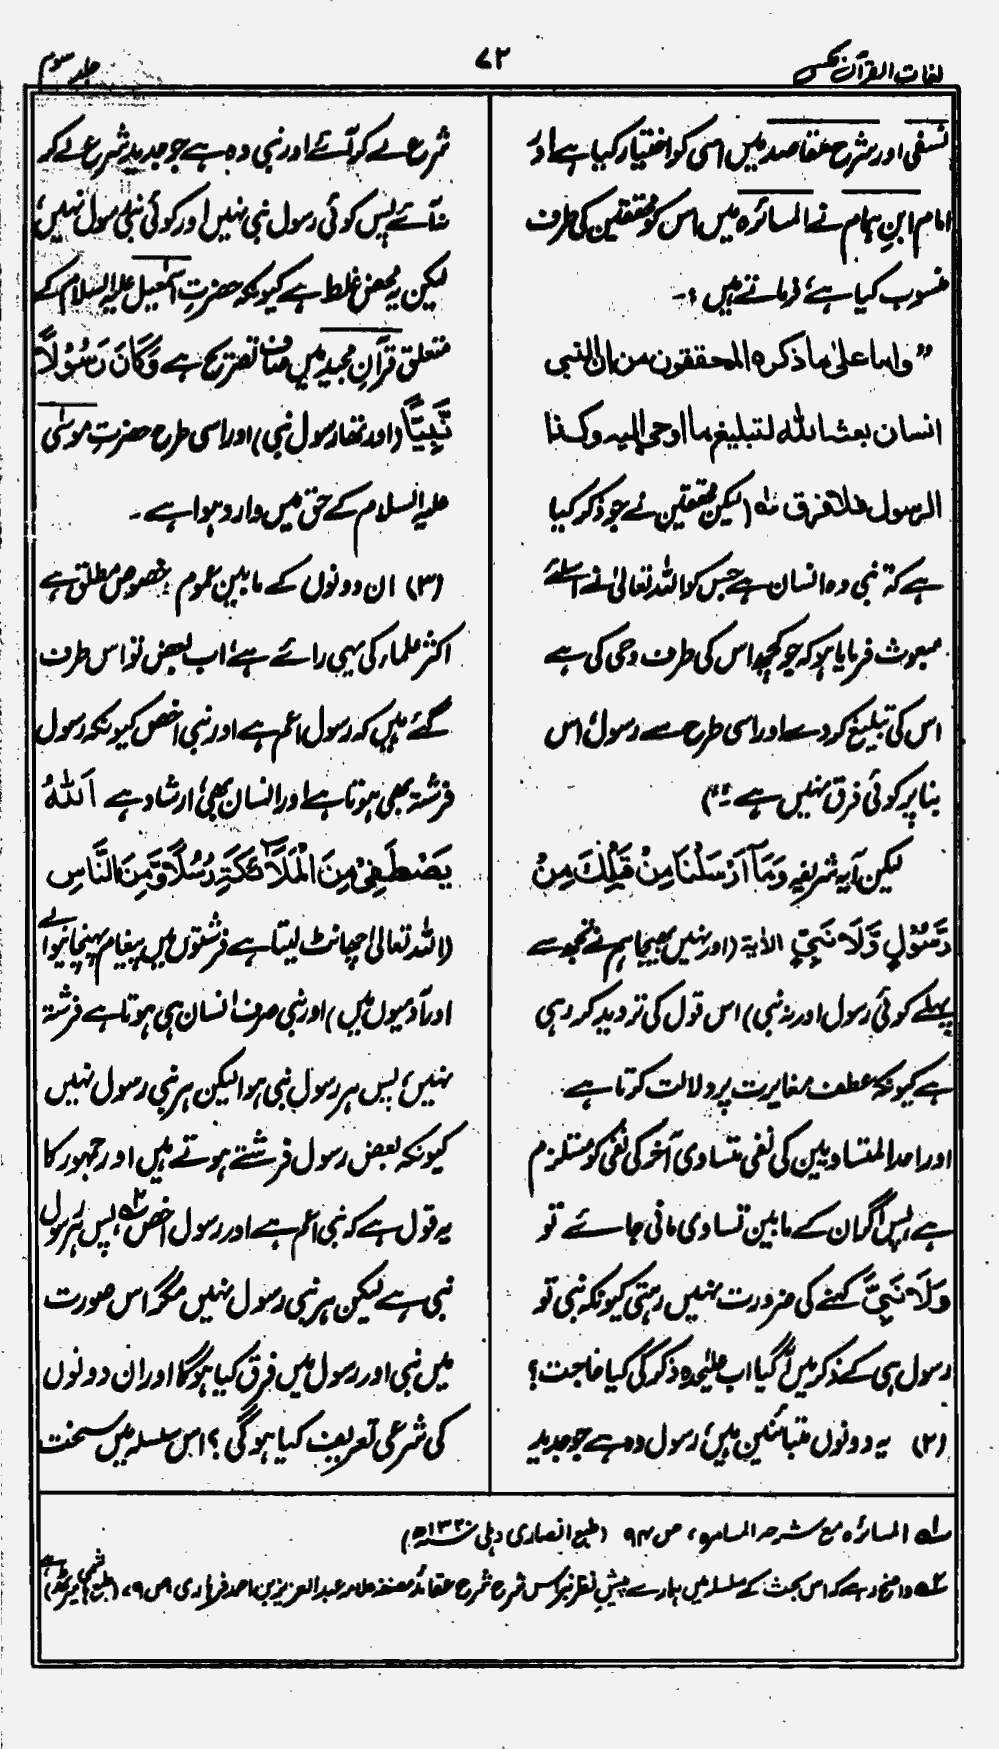 لغات القرآن مکمل
۷۲
جلد سوم
نسفی اور شرح مقاصد میں اسی کو اختیار کیا ہے اور
امام ابن ہمام نے المسائرہ میں اس کو محققین کی طرف
منسوب کیا ہے، فرماتے ہیں :۔
”واما علیٰ ما ذکرہ المحققون من ان النبی
انسان بعثہ اللہ لتبلیغ ما اوحی الیہ وکذا
الرسول فلا فرق ؎۱ (لیکن محققین نے جو ذکر کیا
ہے کہ نبی وہ انسان ہے جس کو اللہ تعالیٰ نے اسلئے
مبعوث فرمایا ہو کہ جو کچھ اس کی طرف وحی کی ہے
اس کی تبلیغ کردے اور اسی طرح سے رسول، اس
بنا پر کوئی فرق نہیں ہے ۔)
لیکن آیہ شریفہ وَمَآ اَرْسَلْنَا مِنْ قَبْلِكَ مِنْ
رَّسُوْلٍ وَّلَا نَبِيٍّ الآیۃ (اور نہیں بھیجا ہم نے تجھ سے
پہلے کوئی رسول اور نہ نبی) اس قول کی تردید کر رہی
ہے کیونکہ عطف مغایرت پر دلالت کرتا ہے
اور احد المتساویین کی نفی متساوی آخر کی نفی کو مستلزم
ہے پس اگر ان کے مابین تساوی مانی جائے تو
وَلَا نَبِيٍّ کہنے کی ضرورت نہیں رہتی کیونکہ نبی تو
رسول ہی کے ذکر میں آگیا اب علیٰحدہ ذکر کی کیا حاجت؟
(۲) یہ دونوں متبائنین ہیں، رسول وہ ہے جو جدید
شرع لے کر آئے اور نبی وہ ہے جو جدید شرع لے کر
نہ آئے پس کوئی رسول نبی نہیں اور کوئی نبی رسول نہیں،
لیکن یہ محض غلط ہے کیونکہ حضرت اسمٰعیل علیہ السلام کے
متعلق قرآن مجید میں صاف تصریح ہے وَكَانَ رَسُوْلًا
نَّبِيًّا (اور تھا رسول نبی) اور اسی طرح حضرت موسیٰ
علیہ السلام کے حق میں وارد ہوا ہے ۔
(۳) ان دونوں کے مابین عموم خصوص مطلق ہے
اکثر علماء کی یہی رائے ہے، اب بعض تو اس طرف
گئے ہیں کہ رسول اعم ہے اور نبی اخص کیونکہ رسول
فرشتہ بھی ہوتا ہے اور انسان بھی، ارشاد ہے اَللّٰهُ
يَصْطَفِيْ مِنَ الْمَلٰٓئِكَةِ رُسُلًا وَّمِنَ النَّاسِ
(اللہ تعالیٰ چھانٹ لیتا ہے فرشتوں میں پیغام پہنچانیوالے
اور آدمیوں میں) اور نبی صرف انسان ہی ہوتا ہے فرشتہ
نہیں، پس ہر رسول نبی ہوا لیکن ہر نبی رسول نہیں
کیونکہ بعض رسول فرشتے ہوتے ہیں اور جمہور کا
یہ قول ہے کہ نبی اعم ہے اور رسول اخص ؎۲، پس ہر رسول
نبی ہے لیکن ہر نبی رسول نہیں مگر اس صورت
میں نبی اور رسول میں فرق کیا ہوگا اور ان دونوں
کی شرعی تعریف کیا ہوگی ؟ اس سلسلہ میں سخت
؎۱ المسائرہ مع شرحہ المسامرہ، ص ۹۴ (طبع انصاری دہلی
؎۲ واضح رہے کہ اس بحث کے سلسلہ میں ہمارے پیش نظر نبراس شرح شرح عقائد مصنفہ علامہ عبد العزیز بن احمد فرہاری ص ۹، (طبع